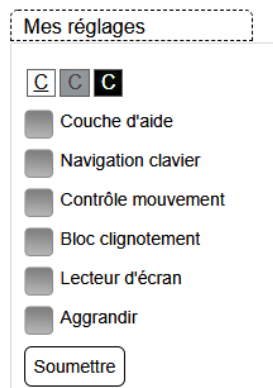 Mes réglages
C C C
Couche d'aide
Navigation clavier
Contrôle mouvement
Bloc clignotement
Lecteur d'écran
Aggrandir
Soumettre